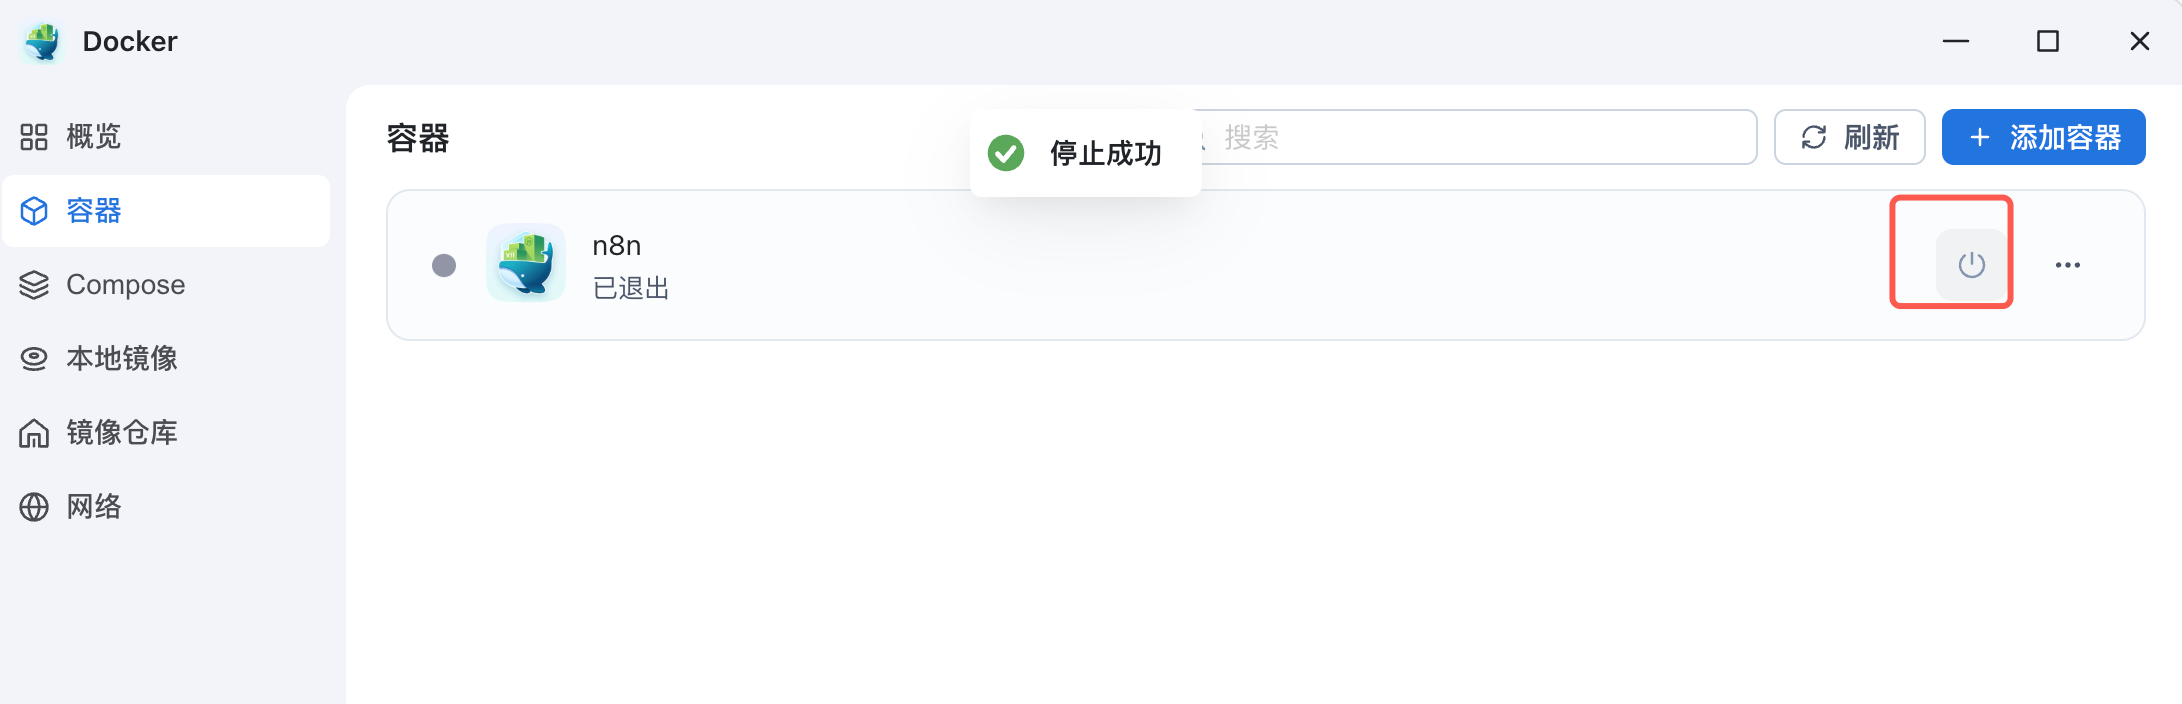 Docker
概览
容器
Compose
本地镜像
镜像仓库
网络
容器
停止成功
搜索
刷新
添加容器
n8n
已退出